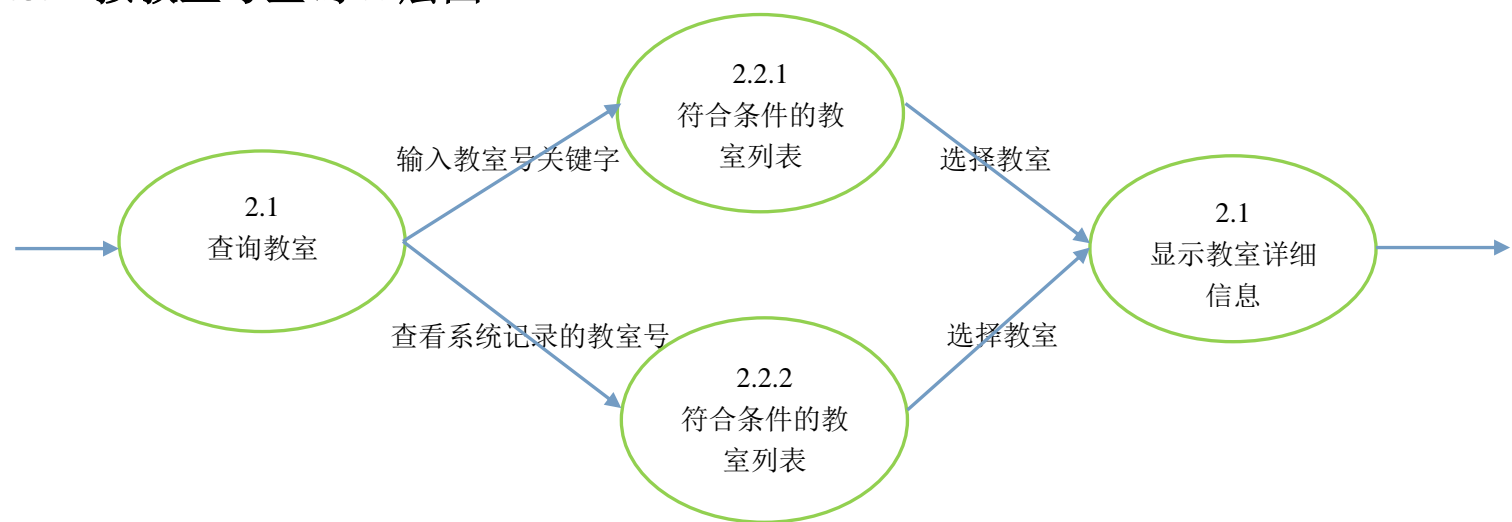 2.2.1
符合条件的教
室列表
输入教室号关键字
选择教室
2.1
查询教室
2.1
显示教室详细
信息
查看系统记录的教室号
选择教室
2.2.2
符合条件的教
室列表